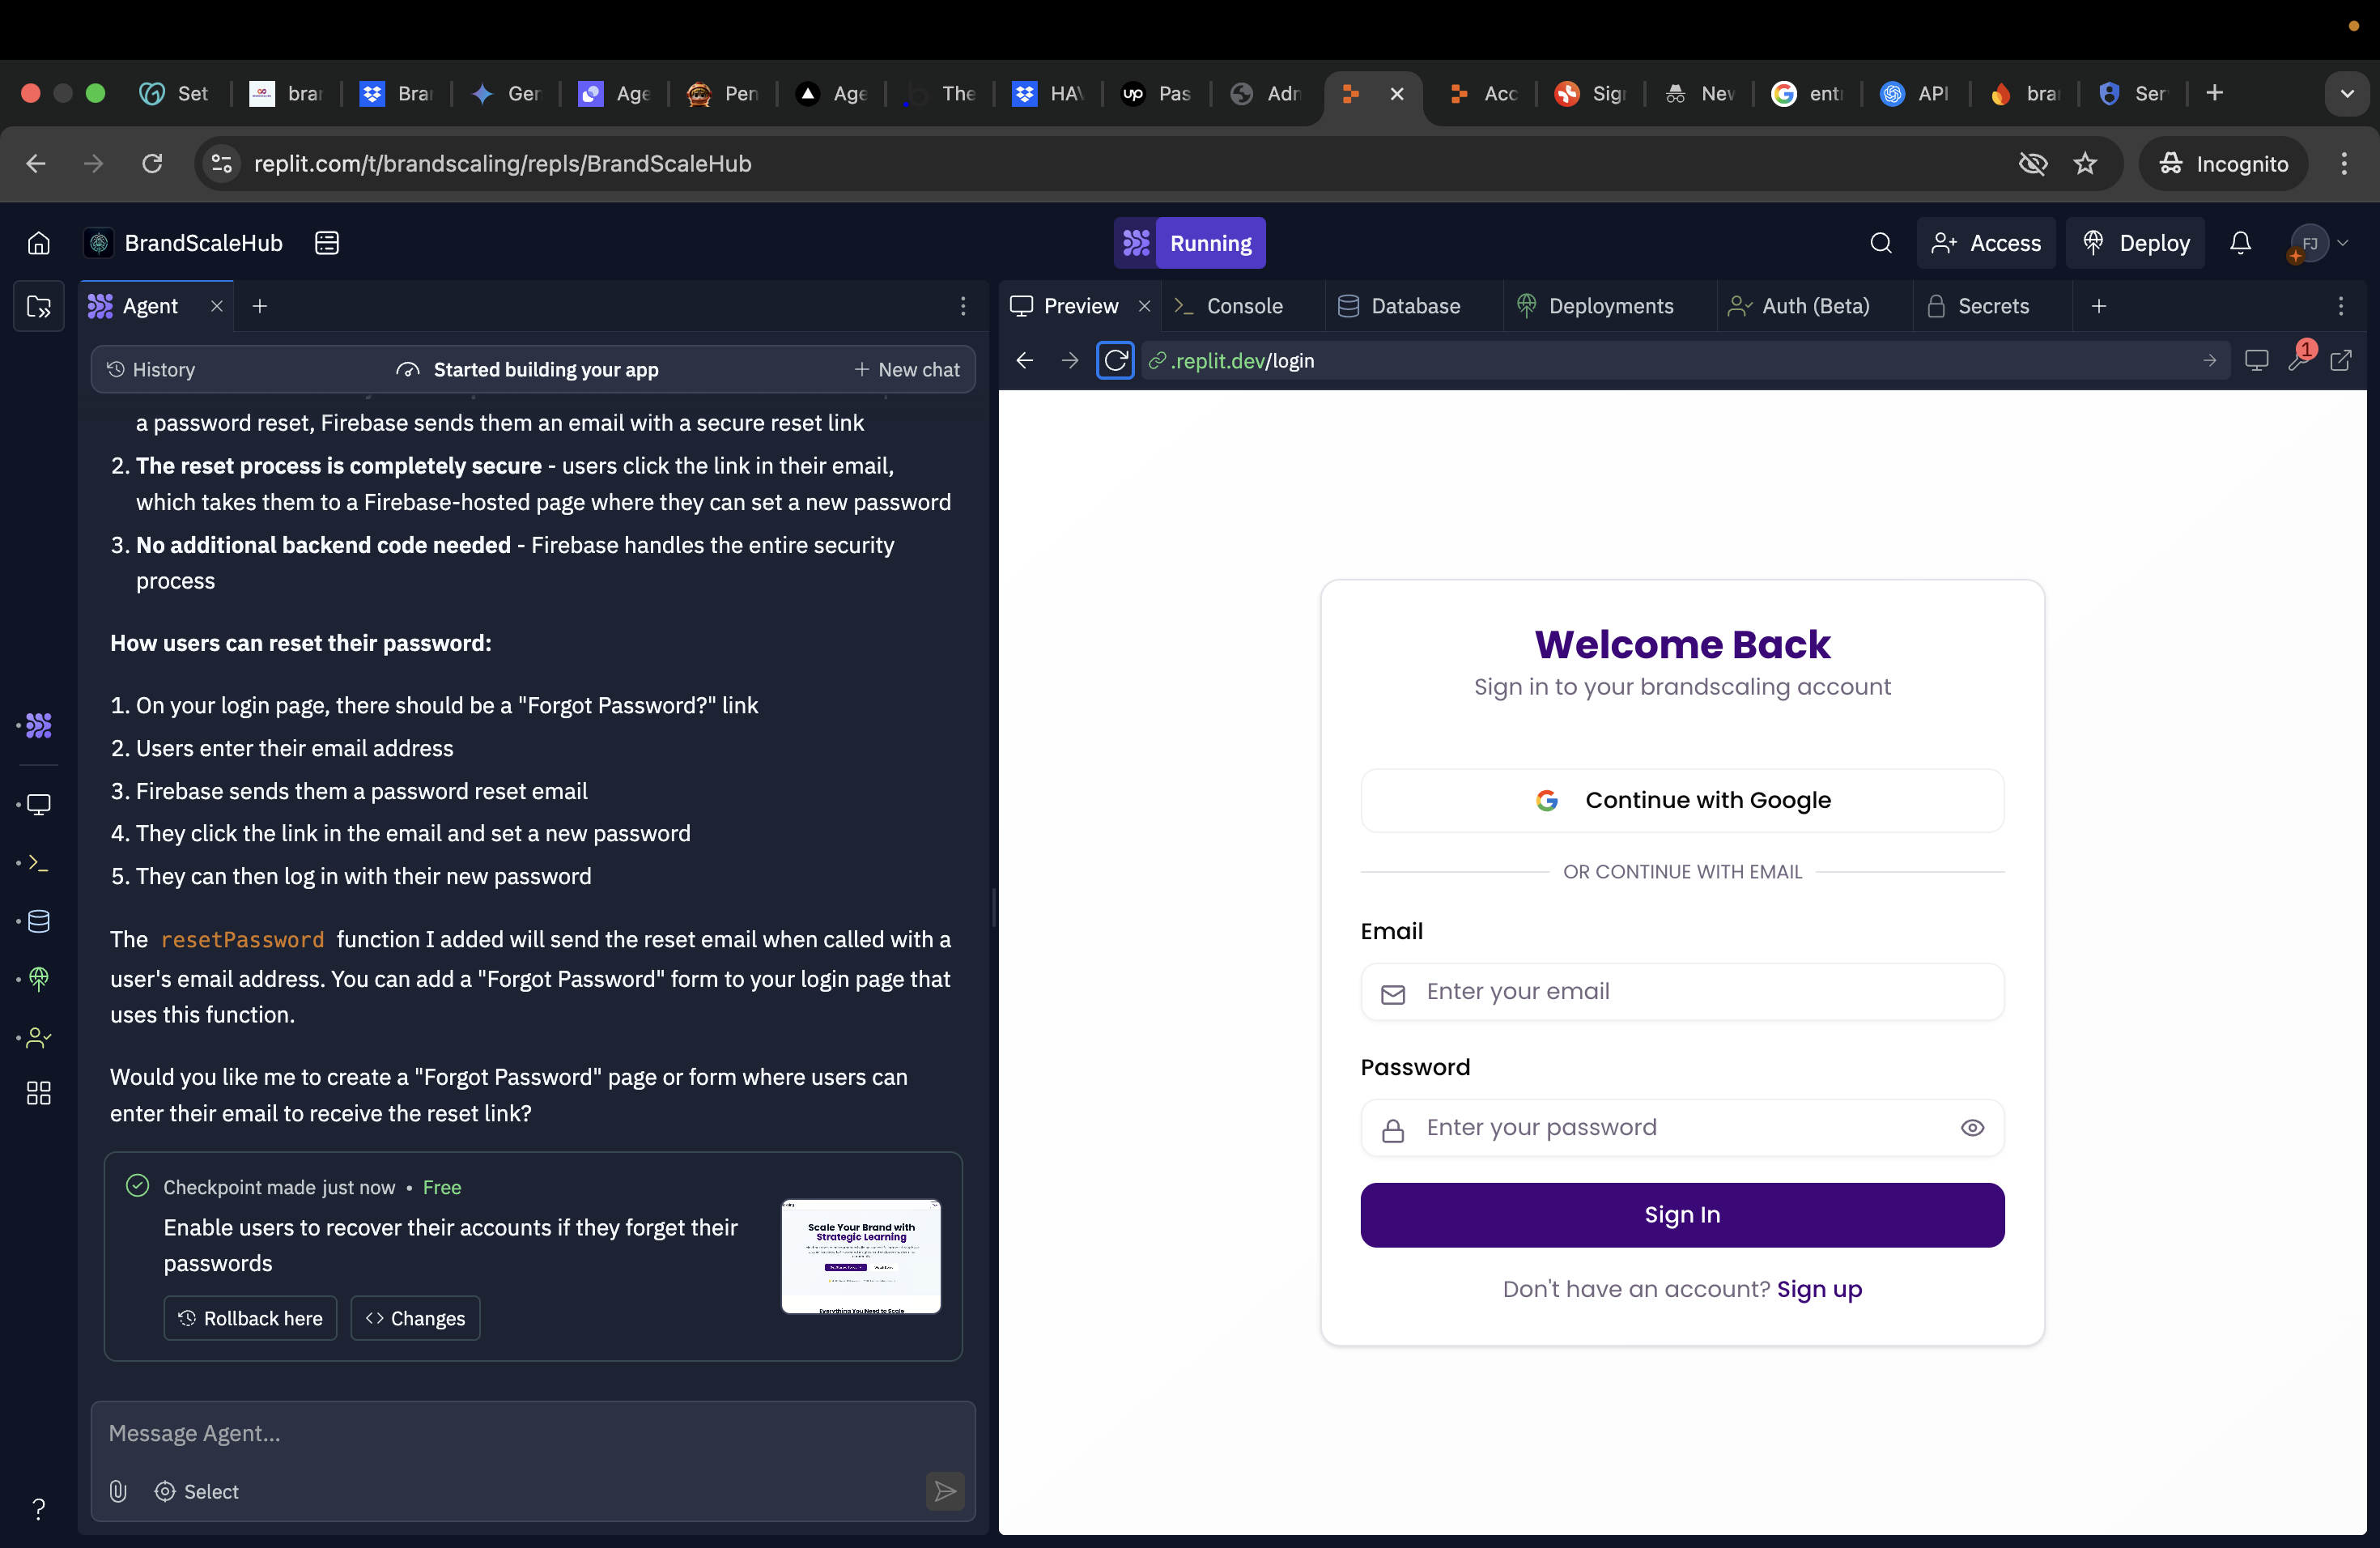 Set
bra
Bra
Ger
Age
Pen
Age
The
HA
up Pas
Adn
Acc
Sig
Nev
ent
API
bra
Ser
replit.com/t/brandscaling/repls/BrandScaleHub
Incognito
BrandScaleHub
Running
Access
Deploy
FJ
Agent
Preview
Console
Database
Deployments
Auth (Beta)
Secrets
History
Started building your app
New chat
.replit.dev/login
1
a password reset, Firebase sends them an email with a secure reset link
2. The reset process is completely secure - users click the link in their email,
which takes them to a Firebase-hosted page where they can set a new password
3. No additional backend code needed - Firebase handles the entire security
process
How users can reset their password:
1. On your login page, there should be a "Forgot Password?" link
2. Users enter their email address
3. Firebase sends them a password reset email
4. They click the link in the email and set a new password
5. They can then log in with their new password
The resetPassword function I added will send the reset email when called with a
user's email address. You can add a "Forgot Password" form to your login page that
uses this function.
Would you like me to create a "Forgot Password" page or form where users can
enter their email to receive the reset link?
Checkpoint made just now • Free
Enable users to recover their accounts if they forget their
passwords
Rollback here
Changes
Scale Your Brand with
Strategic Learning
Everything You Need to Scale
Message Agent...
Select
?
Welcome Back
Sign in to your brandscaling account
Continue with Google
OR CONTINUE WITH EMAIL
Email
Enter your email
Password
Enter your password
Sign In
Don't have an account? Sign up